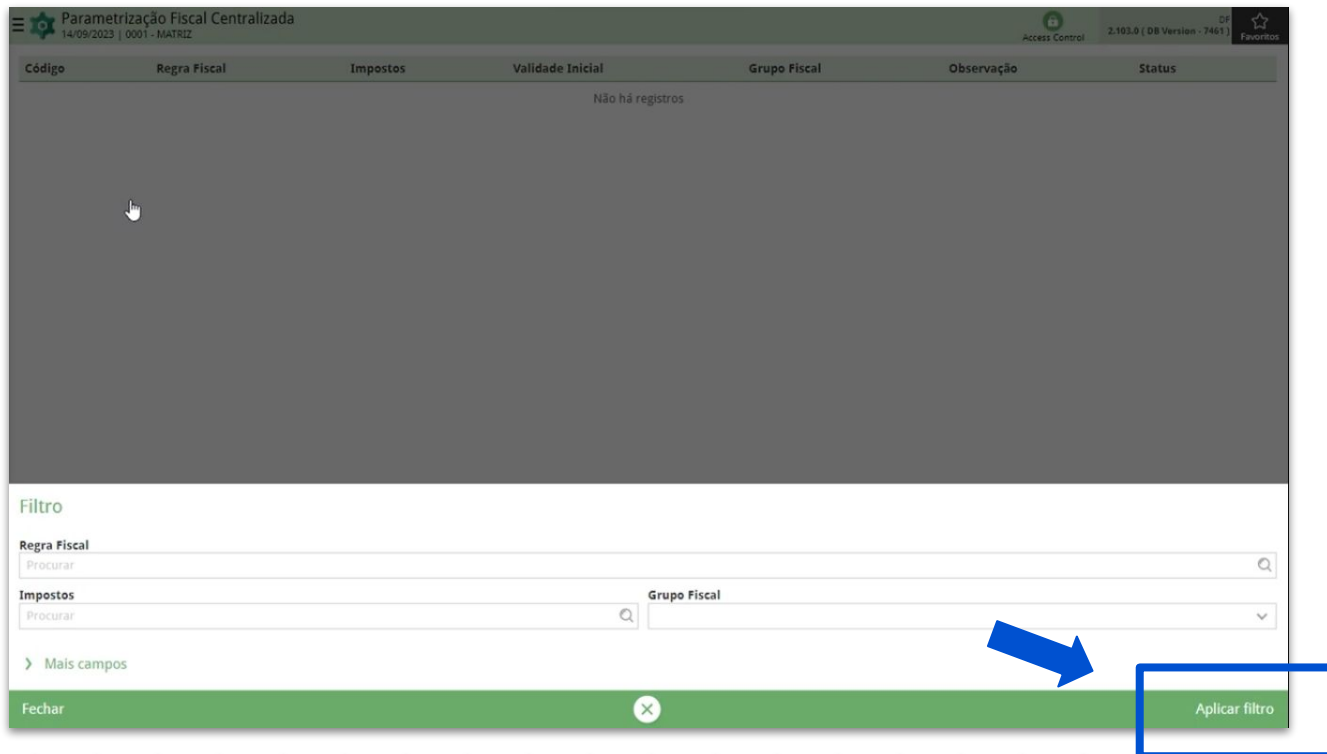 Parametrização Fiscal Centralizada
14/09/2023 | 0001 - MATRIZ
Access Control
DF
2.103.0 ( DB Version - 7461 )
Favoritos
Código Regra Fiscal Impostos Validade Inicial Grupo Fiscal Observação Status
Não há registros
Filtro
Regra Fiscal
Procurar
Impostos Grupo Fiscal
Procurar
Mais campos
Fechar Aplicar filtro